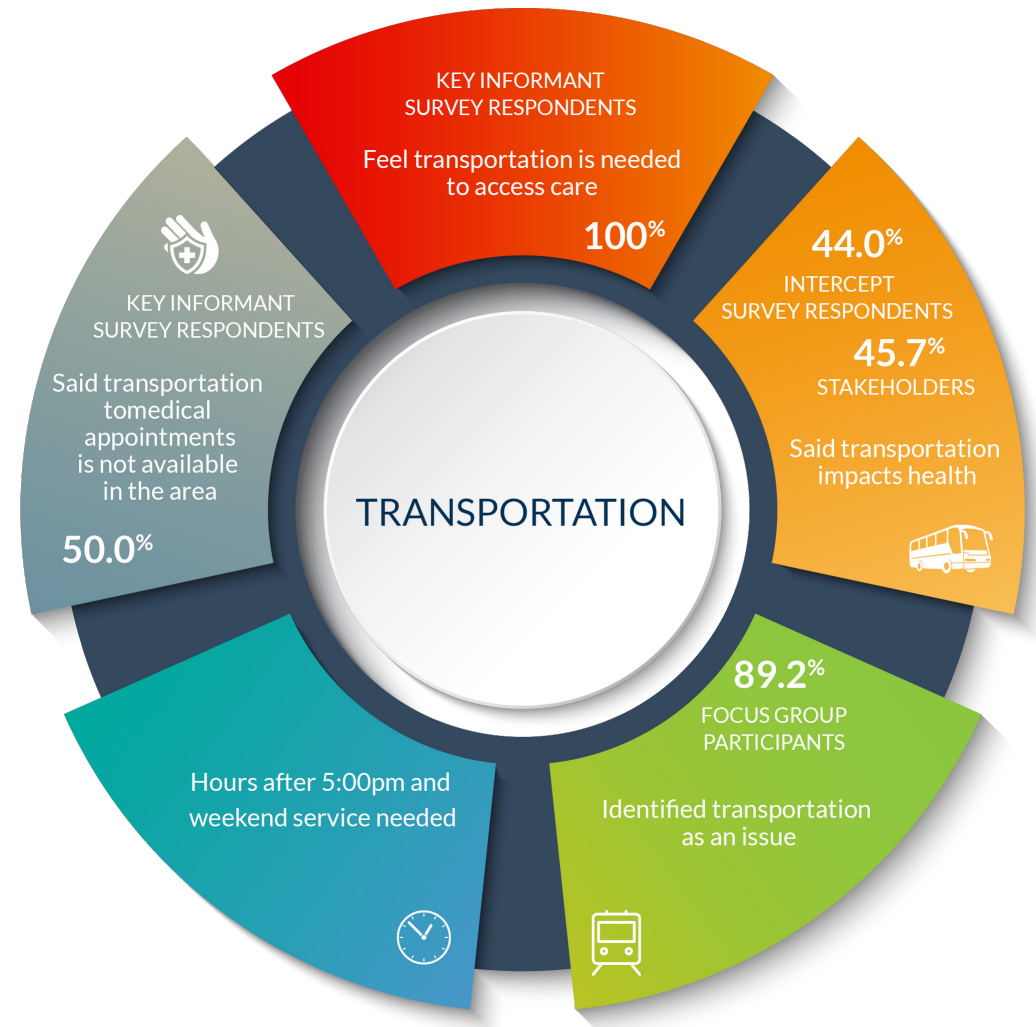 KEY INFORMANT
SURVEY RESPONDENTS
Feel transportation is needed
to access care
100%
44.0%
INTERCEPT
SURVEY RESPONDENTS
45.7%
STAKEHOLDERS
Said transportation
impacts health
89.2%
FOCUS GROUP
PARTICIPANTS
Identified transportation
as an issue
Hours after 5:00pm and
weekend service needed
KEY INFORMANT
SURVEY RESPONDENTS
Said transportation
tomedical
appointments
is not available
in the area
50.0%
TRANSPORTATION